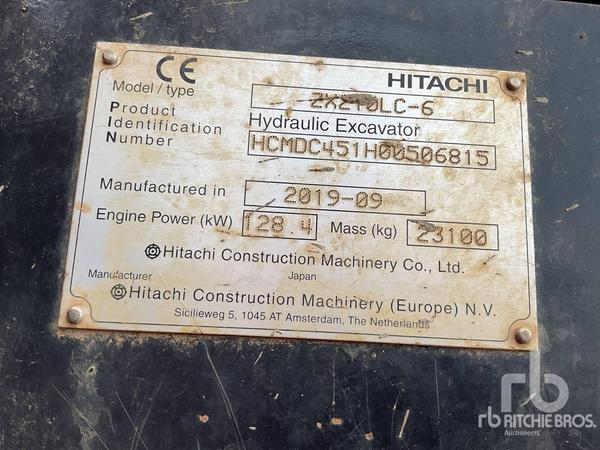 CE HITACHI
Model / type ZX210LC-6
Product Hydraulic Excavator
Identification
Number HCMDC451H00506815
Manufactured in 2019-09
Engine Power (kW) 128.4 Mass (kg) 23100
Hitachi Construction Machinery Co., Ltd.
Manufacturer Japan
Hitachi Construction Machinery (Europe) N.V.
Sicilieweg 5, 1045 AT Amsterdam, The Netherlands
rb
rb RITCHIE BROS.
Auctioneers